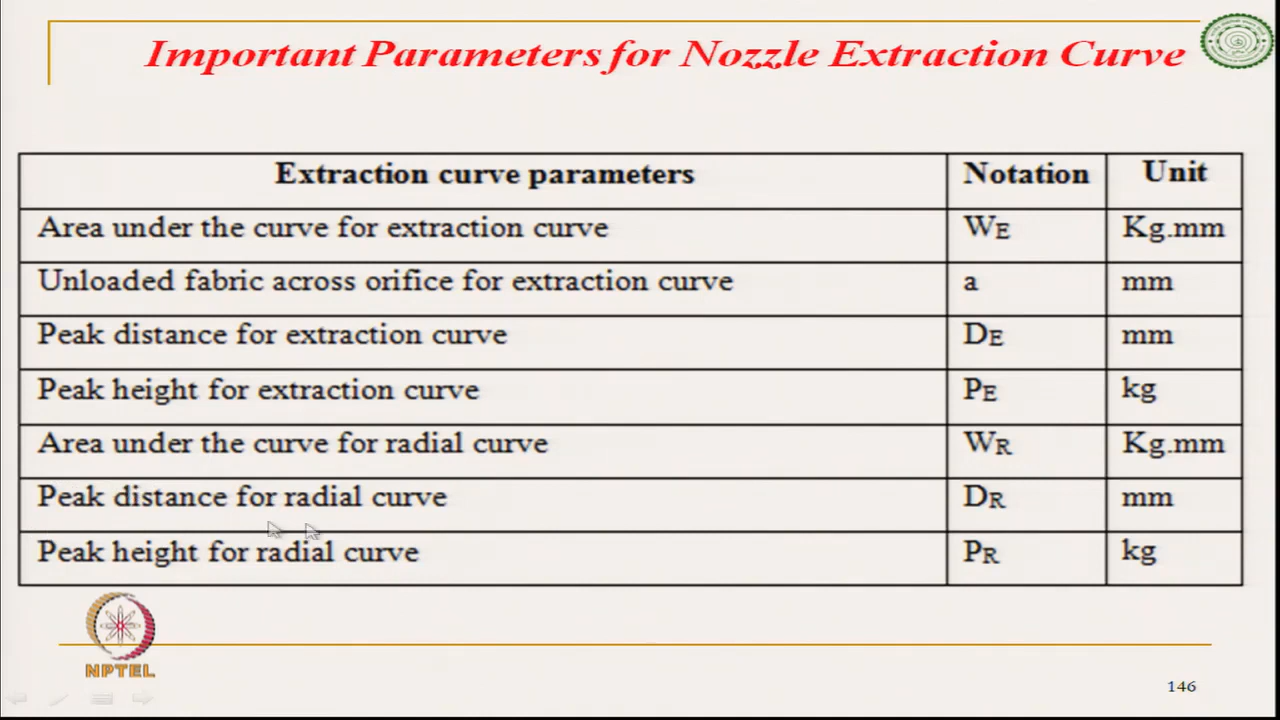 Important Parameters for Nozzle Extraction Curve
Extraction curve parameters Notation Unit
Area under the curve for extraction curve WE Kg.mm
Unloaded fabric across orifice for extraction curve a mm
Peak distance for extraction curve DE mm
Peak height for extraction curve PE kg
Area under the curve for radial curve WR Kg.mm
Peak distance for radial curve DR mm
Peak height for radial curve PR kg
NPTEL
146